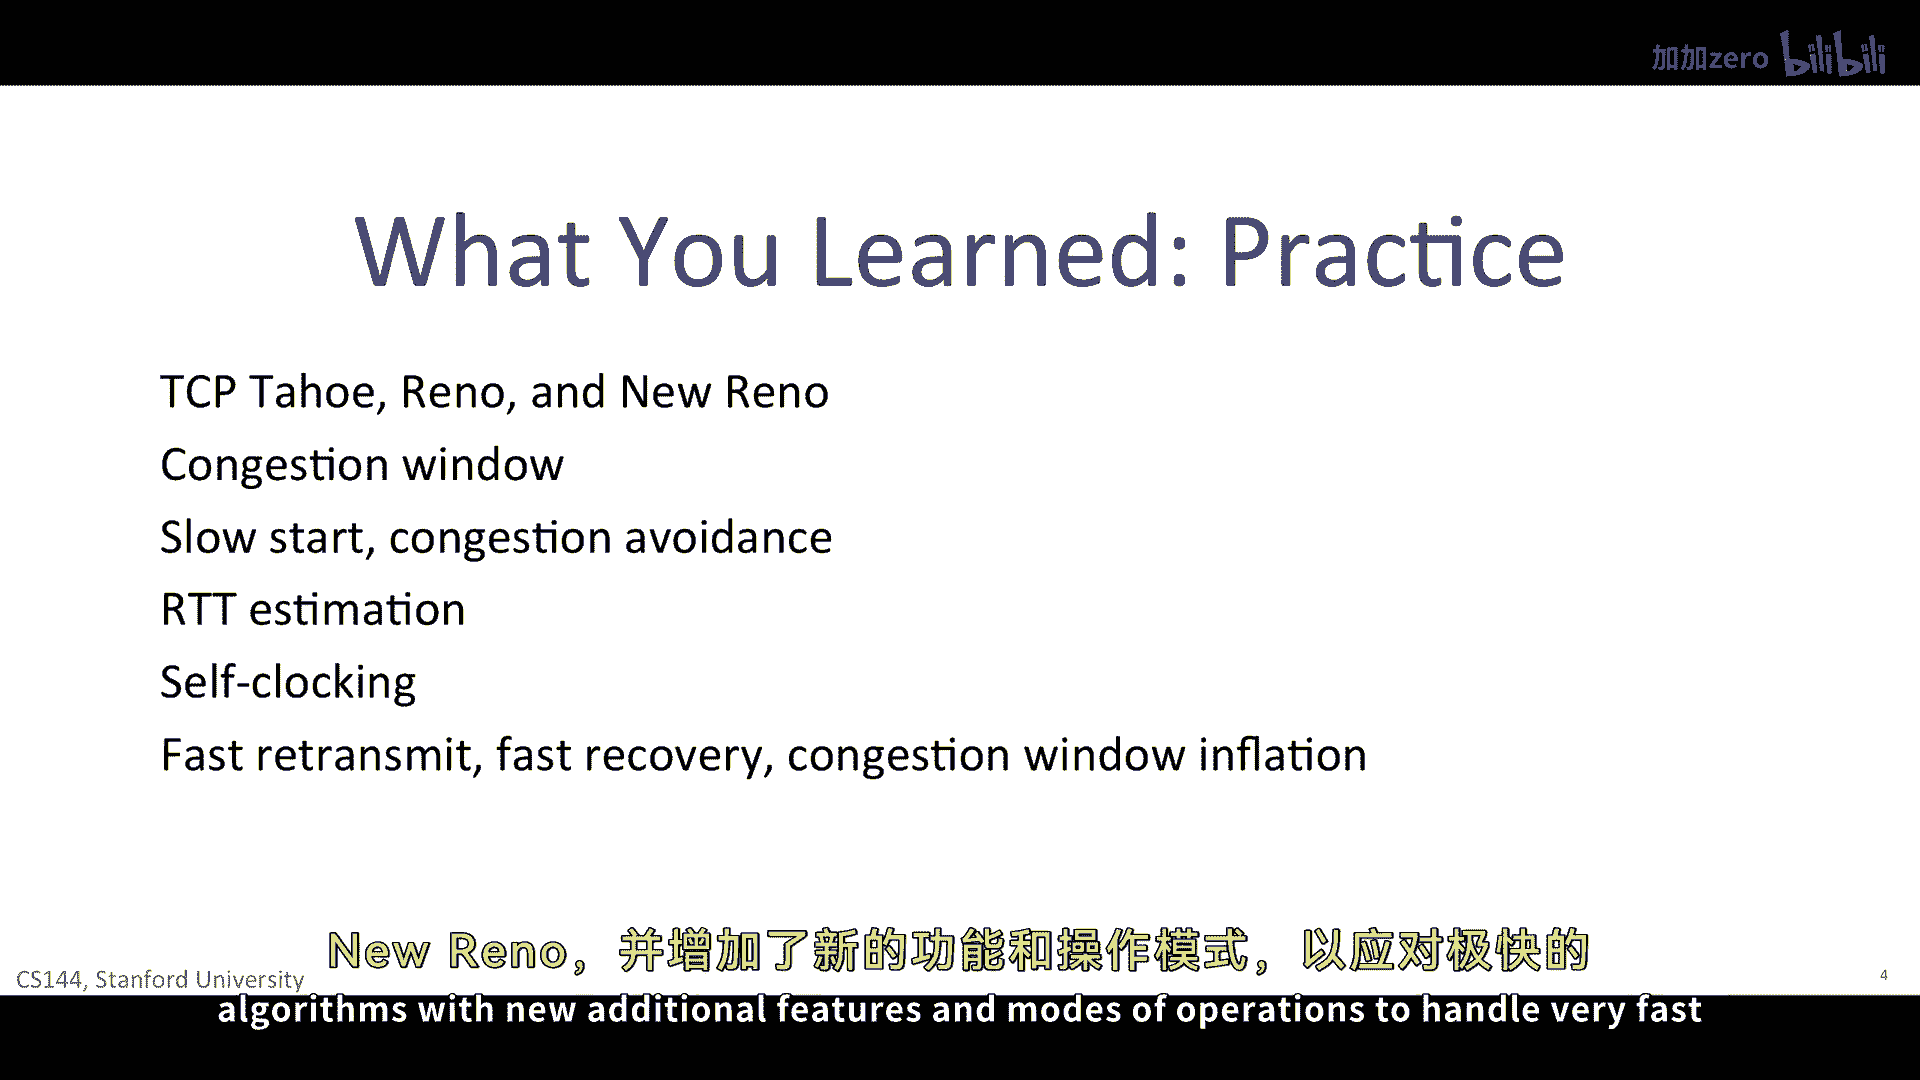 加加zero bilibili
What You Learned: Practice
TCP Tahoe, Reno, and New Reno
Congestion window
Slow start, congestion avoidance
RTT estimation
Self-clocking
Fast retransmit, fast recovery, congestion window inflation
New Reno，并增加了新的功能和操作模式，以应对极快的
CS144, Stanford University
4
algorithms with new additional features and modes of operations to handle very fast